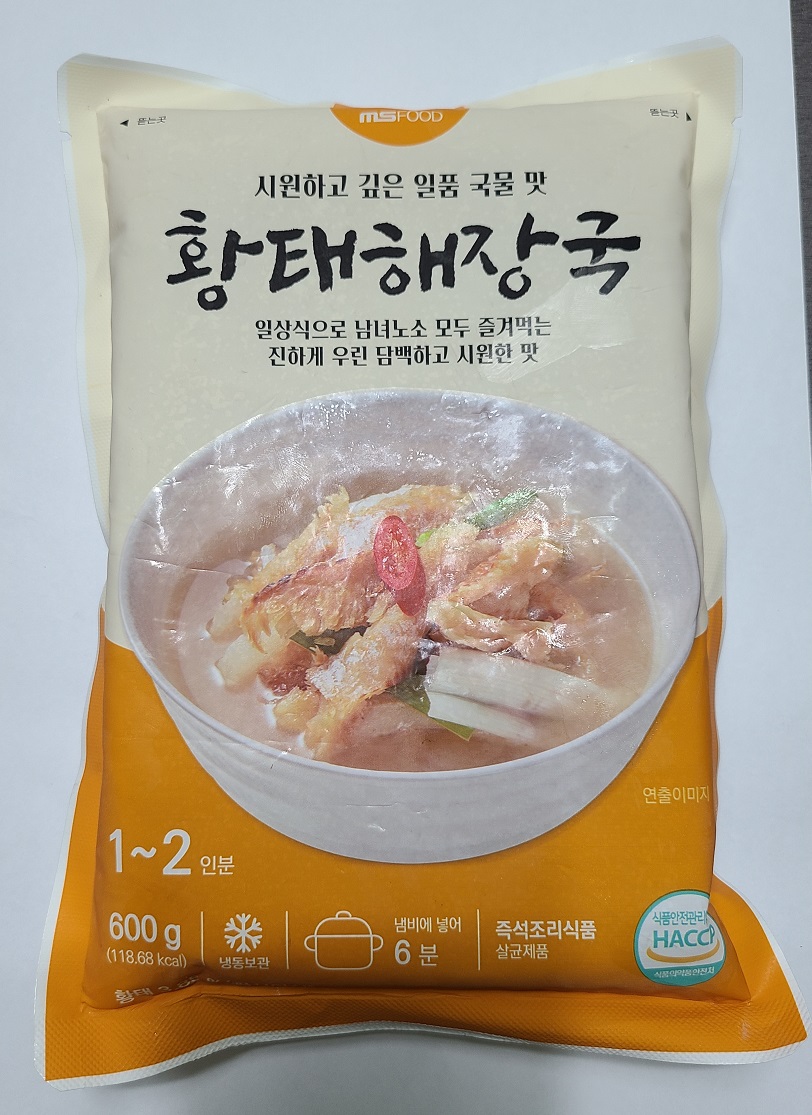 MSFOOD
뜯는곳
뜯는곳
시원하고 깊은 일품 국물 맛
황태해장국
일상식으로 남녀노소 모두 즐겨먹는
진하게 우린 담백하고 시원한 맛
연출이미지
1~2 인분
600 g
(118.68 kcal)
냉동보관
냄비에 넣어
6 분
즉석조리식품
살균제품
식품안전관리
HACCP
식품의약품안전처
황태